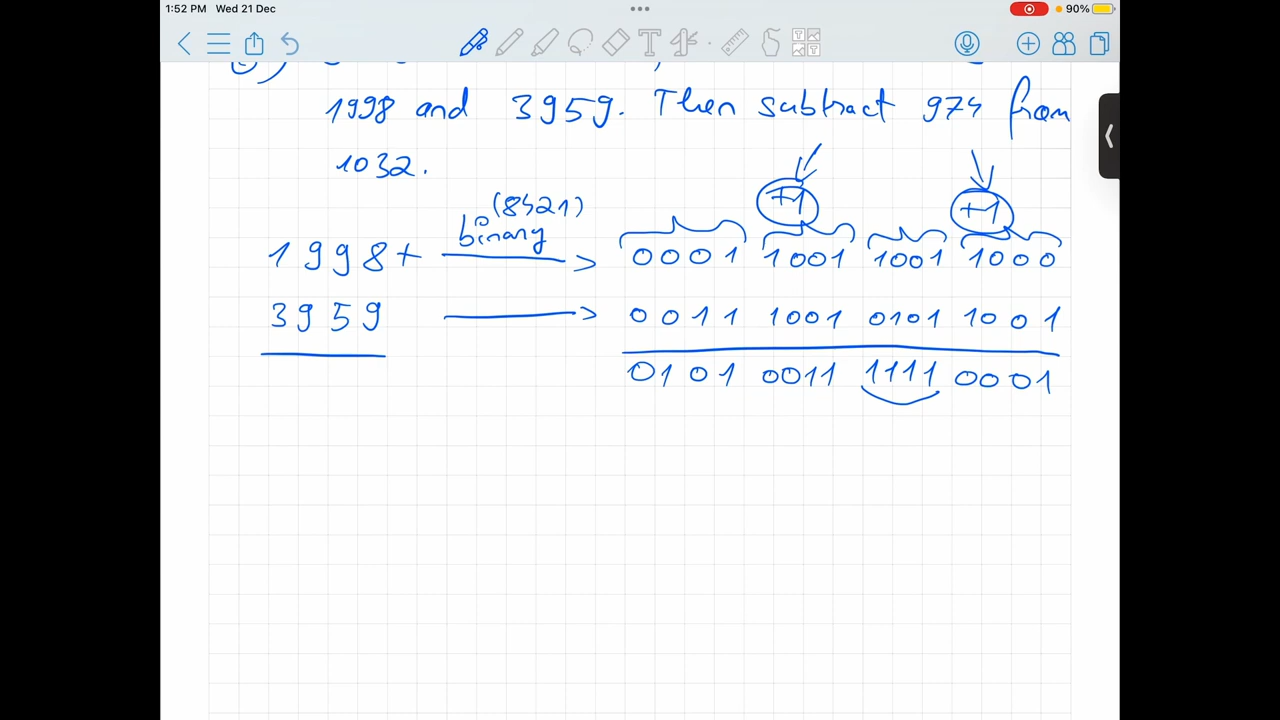 1:52 PM Wed 21 Dec
90%
1998 and 3959. Then subtract 974 from
1032.
(8421)
+1 +1
binary
1998+ 0001 1001 1001 1000
3959 0011 1001 0101 1001
0101 0011 1111 0001